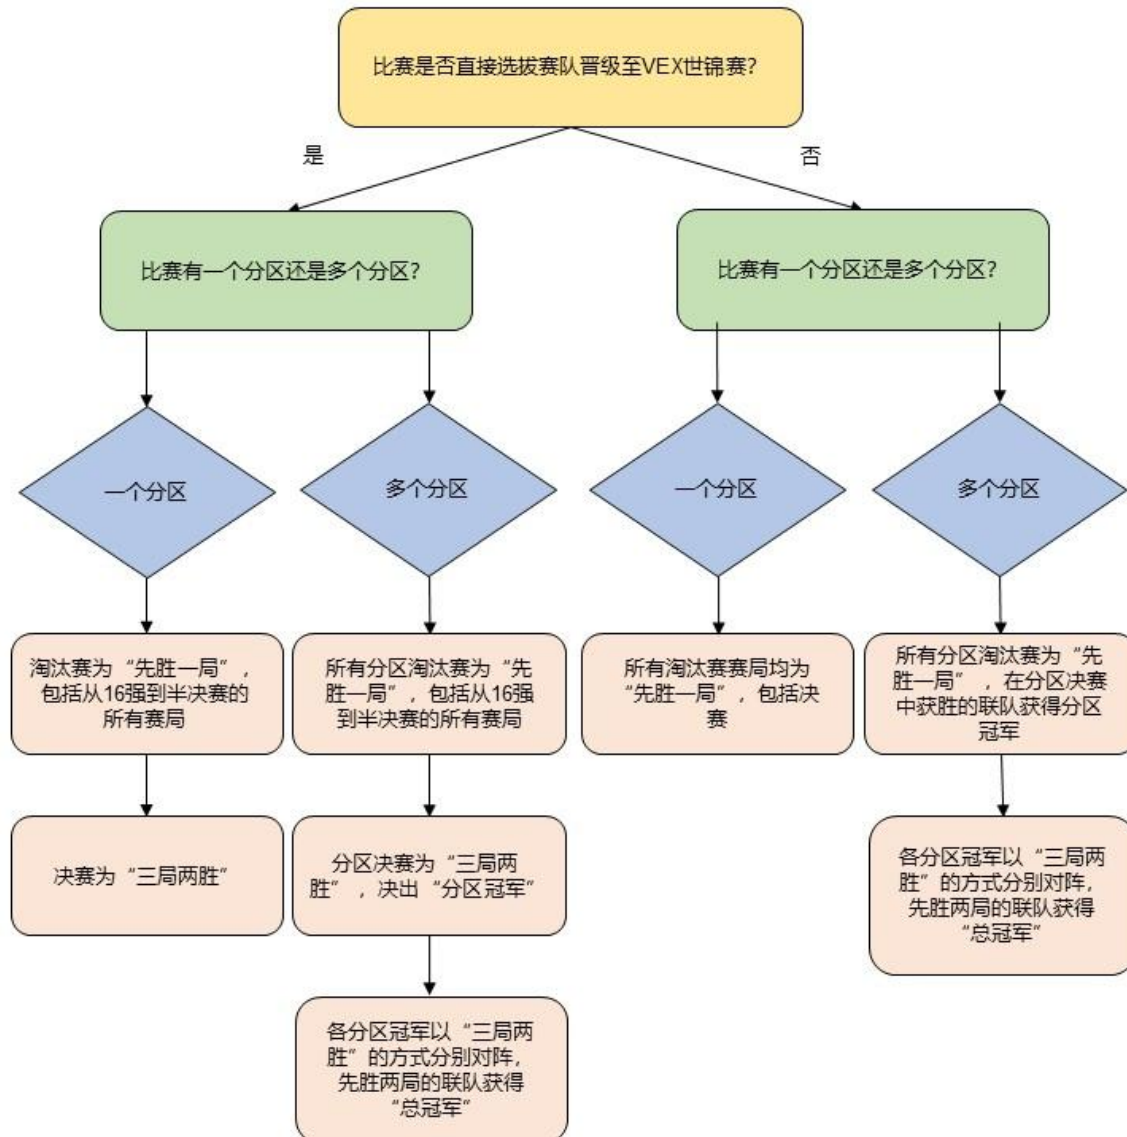 比赛是否直接选拔赛队晋级至VEX世锦赛？
是
否
比赛有一个分区还是多个分区？
比赛有一个分区还是多个分区？
一个分区
多个分区
一个分区
多个分区
淘汰赛为“先胜一局”，
包括从16强到半决赛的
所有赛局
所有分区淘汰赛为“先
胜一局”，包括从16强
到半决赛的所有赛局
所有淘汰赛赛局均为
“先胜一局”，包括决
赛
所有分区淘汰赛为“先
胜一局”，在分区决赛
中获胜的联队获得分区
冠军
决赛为“三局两胜”
分区决赛为“三局两
胜”，决出“分区冠军”
各分区冠军以“三局两
胜”的方式分别对阵，
先胜两局的联队获得
“总冠军”
各分区冠军以“三局两
胜”的方式分别对阵，
先胜两局的联队获得
“总冠军”